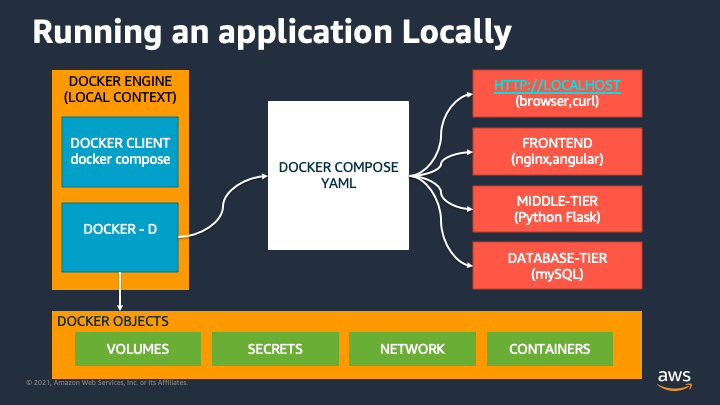 Running an application Locally
DOCKER ENGINE
(LOCAL CONTEXT)
DOCKER CLIENT
docker compose
DOCKER - D
DOCKER COMPOSE
YAML
HTTP://LOCALHOST
(browser,curl)
FRONTEND
(nginx,angular)
MIDDLE-TIER
(Python Flask)
DATABASE-TIER
(mySQL)
DOCKER OBJECTS
VOLUMES
SECRETS
NETWORK
CONTAINERS
© 2021, Amazon Web Services, Inc. or its Affiliates.
aws